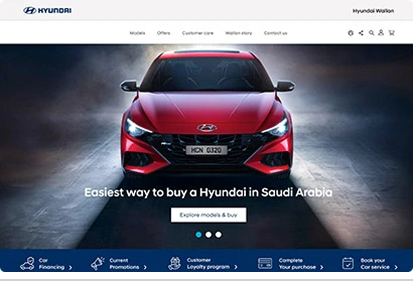 HYUNDAI
Hyundai Wallan
Models Offers Customer care Wallan story Contact us
HCN 0320
Easiest way to buy a Hyundai in Saudi Arabia
Explore models & buy
Car Financing
Current Promotions
Customer Loyalty program
Complete Your purchase
Book your Car service